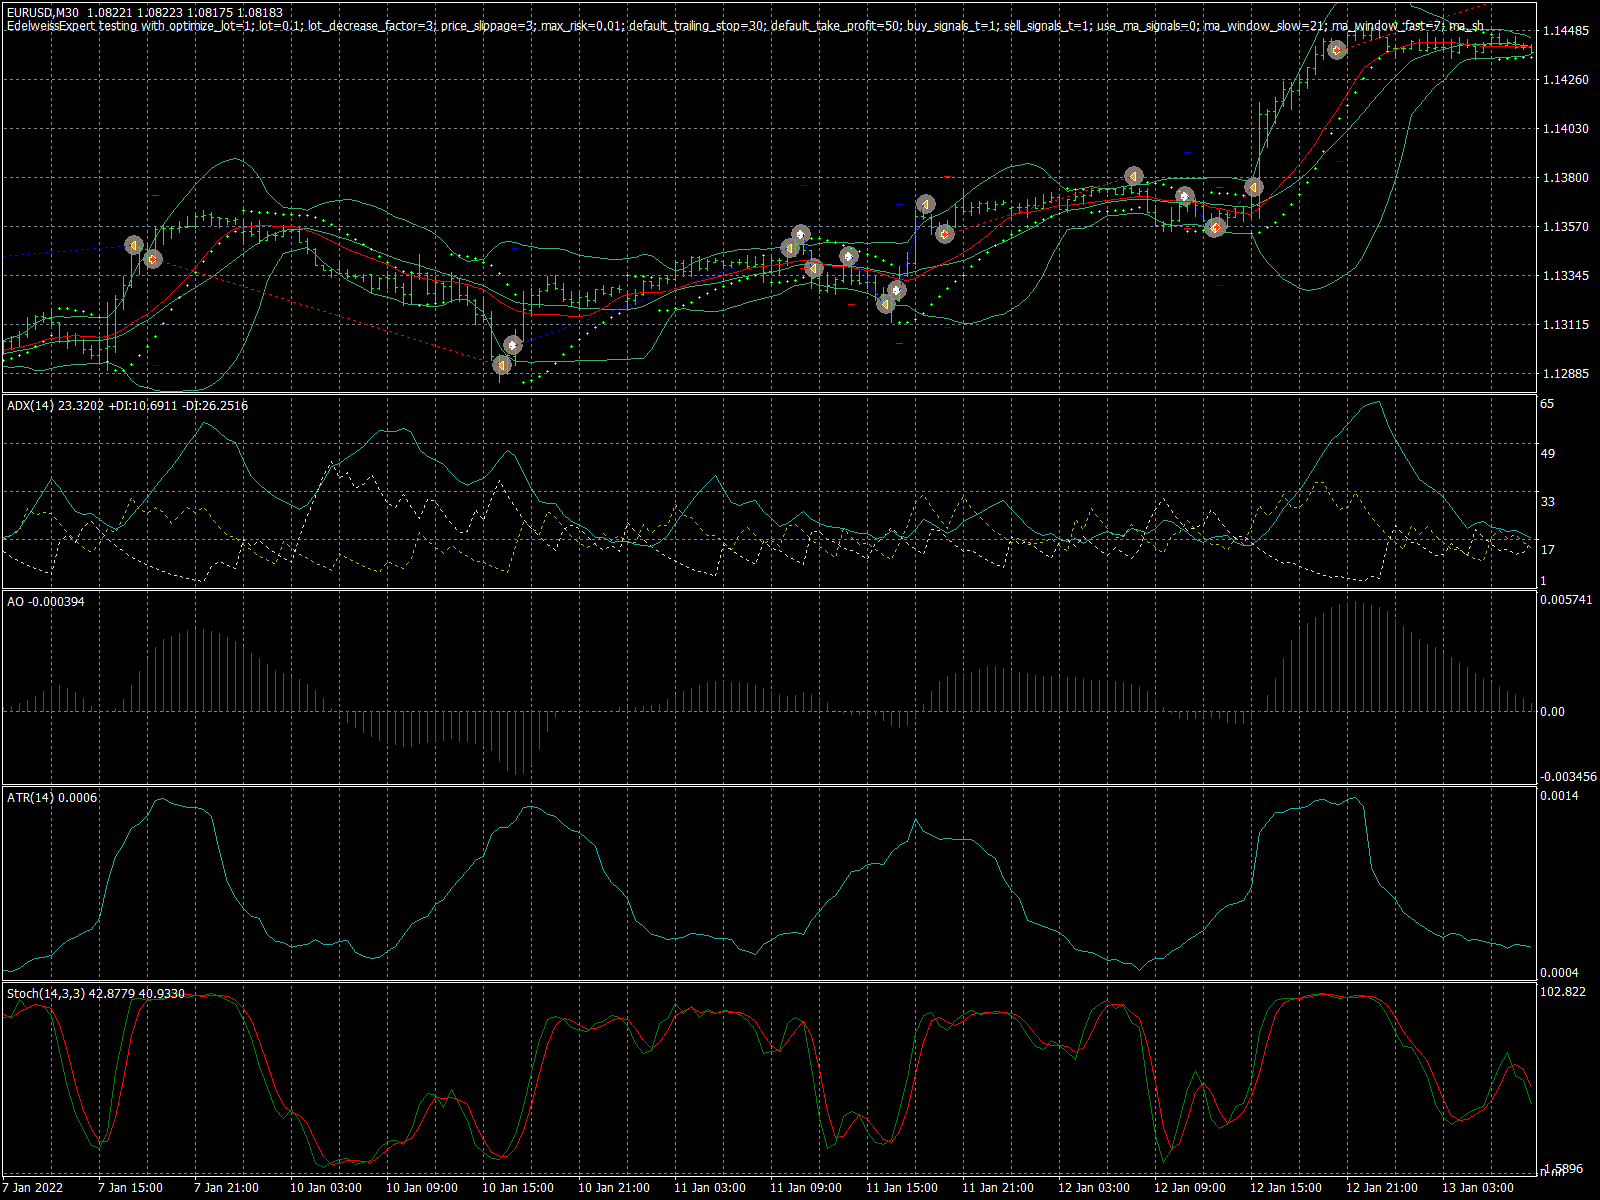 EURUSD,M30  1.08221 1.08223 1.08175 1.08183
EdelweissExpert testing with optimize_lot=1; lot=0.1; lot_decrease_factor=3; price_slippage=3; max_risk=0.01; default_trailing_stop=30; default_take_profit=50; buy_signals_t=1; sell_signals_t=1; use_ma_signals=0; ma_window_slow=21; ma_window_fast=7; ma_sh
1.14485
1.14260
1.14030
1.13800
1.13570
1.13345
1.13115
1.12885
ADX(14) 23.3202 +DI:10.6911 -DI:26.2516
65
49
33
17
1
AO -0.000394
0.005741
0.00
-0.003456
ATR(14) 0.0006
0.0014
0.0004
Stoch(14,3,3) 42.8779 40.9330
102.822
7 Jan 2022
7 Jan 15:00
7 Jan 21:00
10 Jan 03:00
10 Jan 09:00
10 Jan 15:00
10 Jan 21:00
11 Jan 03:00
11 Jan 09:00
11 Jan 15:00
11 Jan 21:00
12 Jan 03:00
12 Jan 09:00
12 Jan 15:00
12 Jan 21:00
13 Jan 03:00